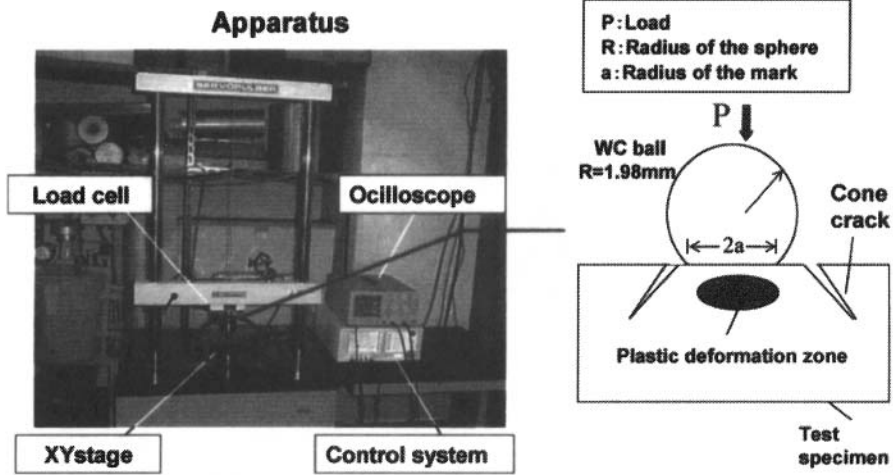 Apparatus
SERVOPULSER
Load cell
Ocilloscope
XYstage
Control system
P:Load
R:Radius of the sphere
a:Radius of the mark
P
WC ball
R=1.98mm
2a
Cone
crack
Plastic deformation zone
Test
specimen